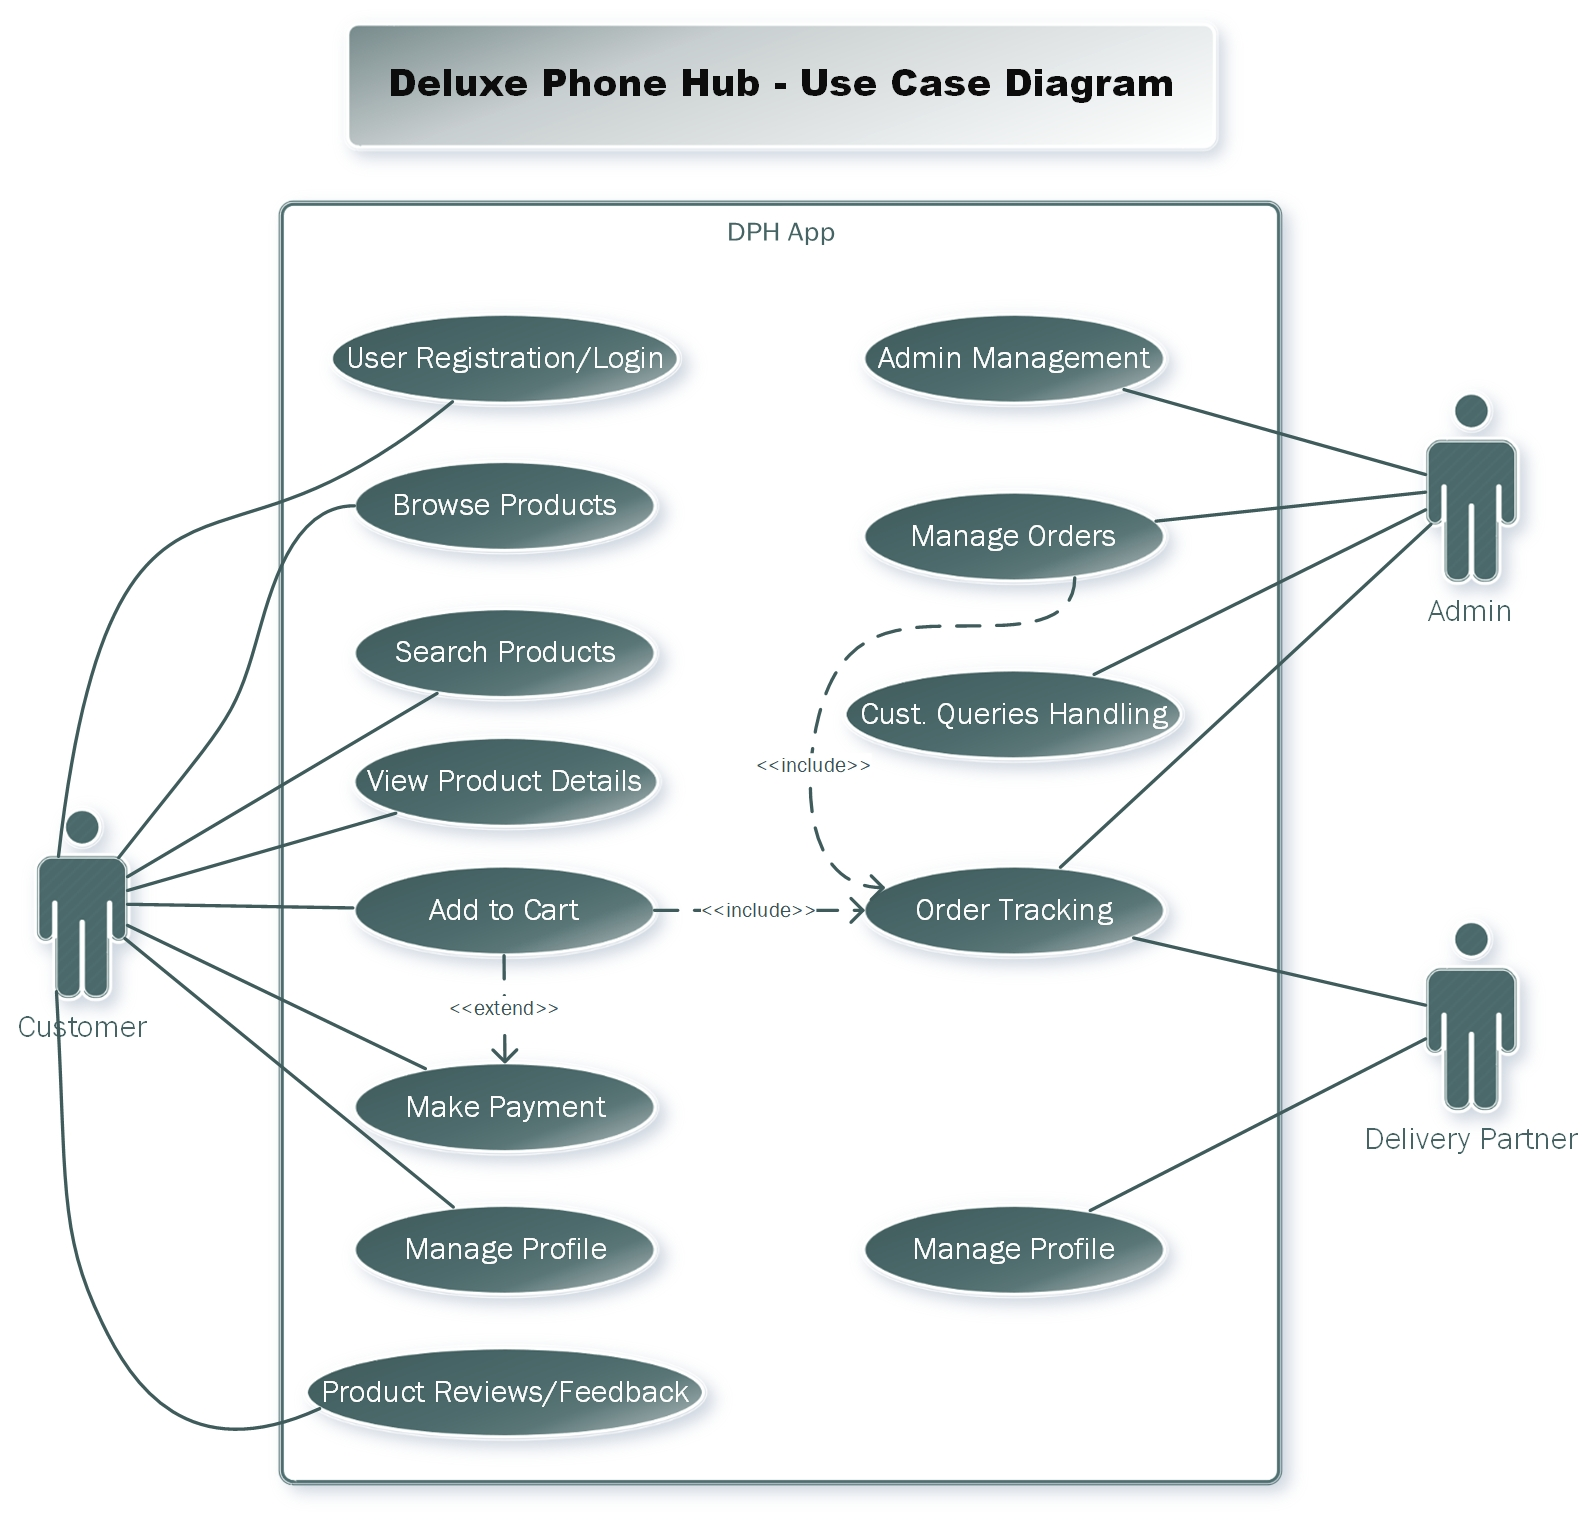 Deluxe Phone Hub - Use Case Diagram
DPH App
User Registration/Login
Admin Management
Browse Products
Manage Orders
Admin
Search Products
Cust. Queries Handling
<<include>>
View Product Details
Add to Cart
<<include>>
Order Tracking
<<extend>>
Customer
Make Payment
Delivery Partner
Manage Profile
Manage Profile
Product Reviews/Feedback